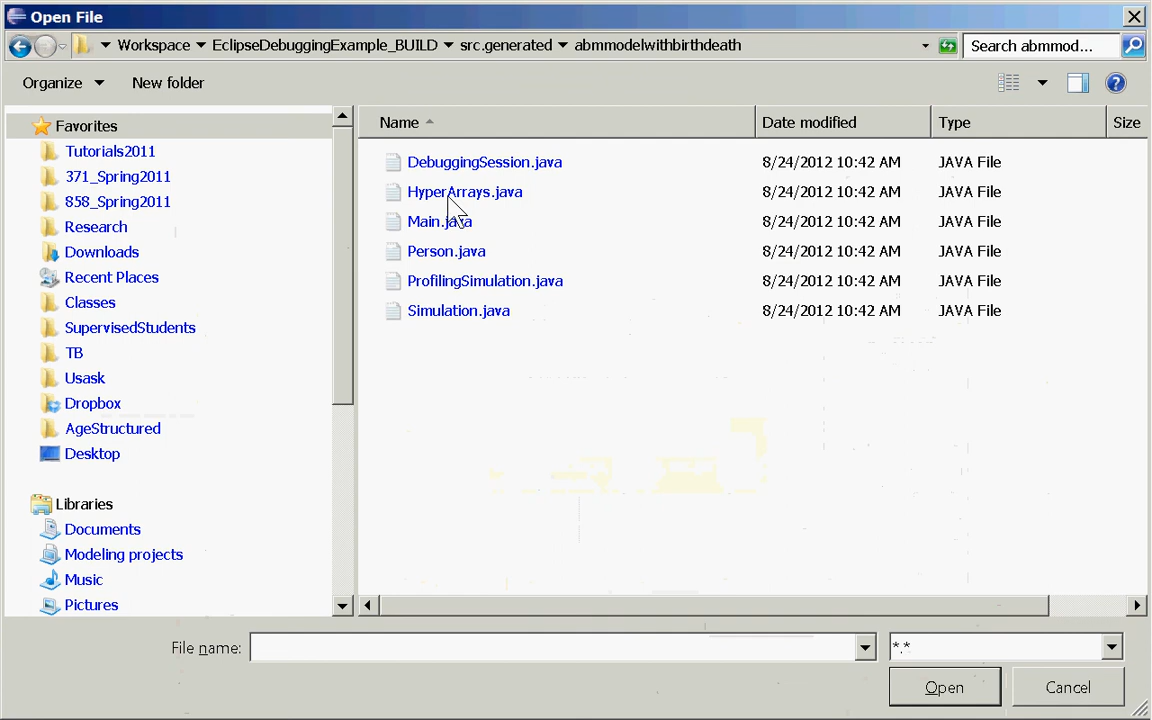 Open File
Workspace EclipseDebuggingExample_BUILD src.generated abmmodelwithbirthdeath Search abmmod...
Organize New folder
Favorites
Tutorials2011
371_Spring2011
858_Spring2011
Research
Downloads
Recent Places
Classes
SupervisedStudents
TB
Usask
Dropbox
AgeStructured
Desktop
Libraries
Documents
Modeling projects
Music
Pictures
Name Date modified Type Size
DebuggingSession.java 8/24/2012 10:42 AM JAVA File
HyperArrays.java 8/24/2012 10:42 AM JAVA File
Main.java 8/24/2012 10:42 AM JAVA File
Person.java 8/24/2012 10:42 AM JAVA File
ProfilingSimulation.java 8/24/2012 10:42 AM JAVA File
Simulation.java 8/24/2012 10:42 AM JAVA File
File name: *.*
Open Cancel